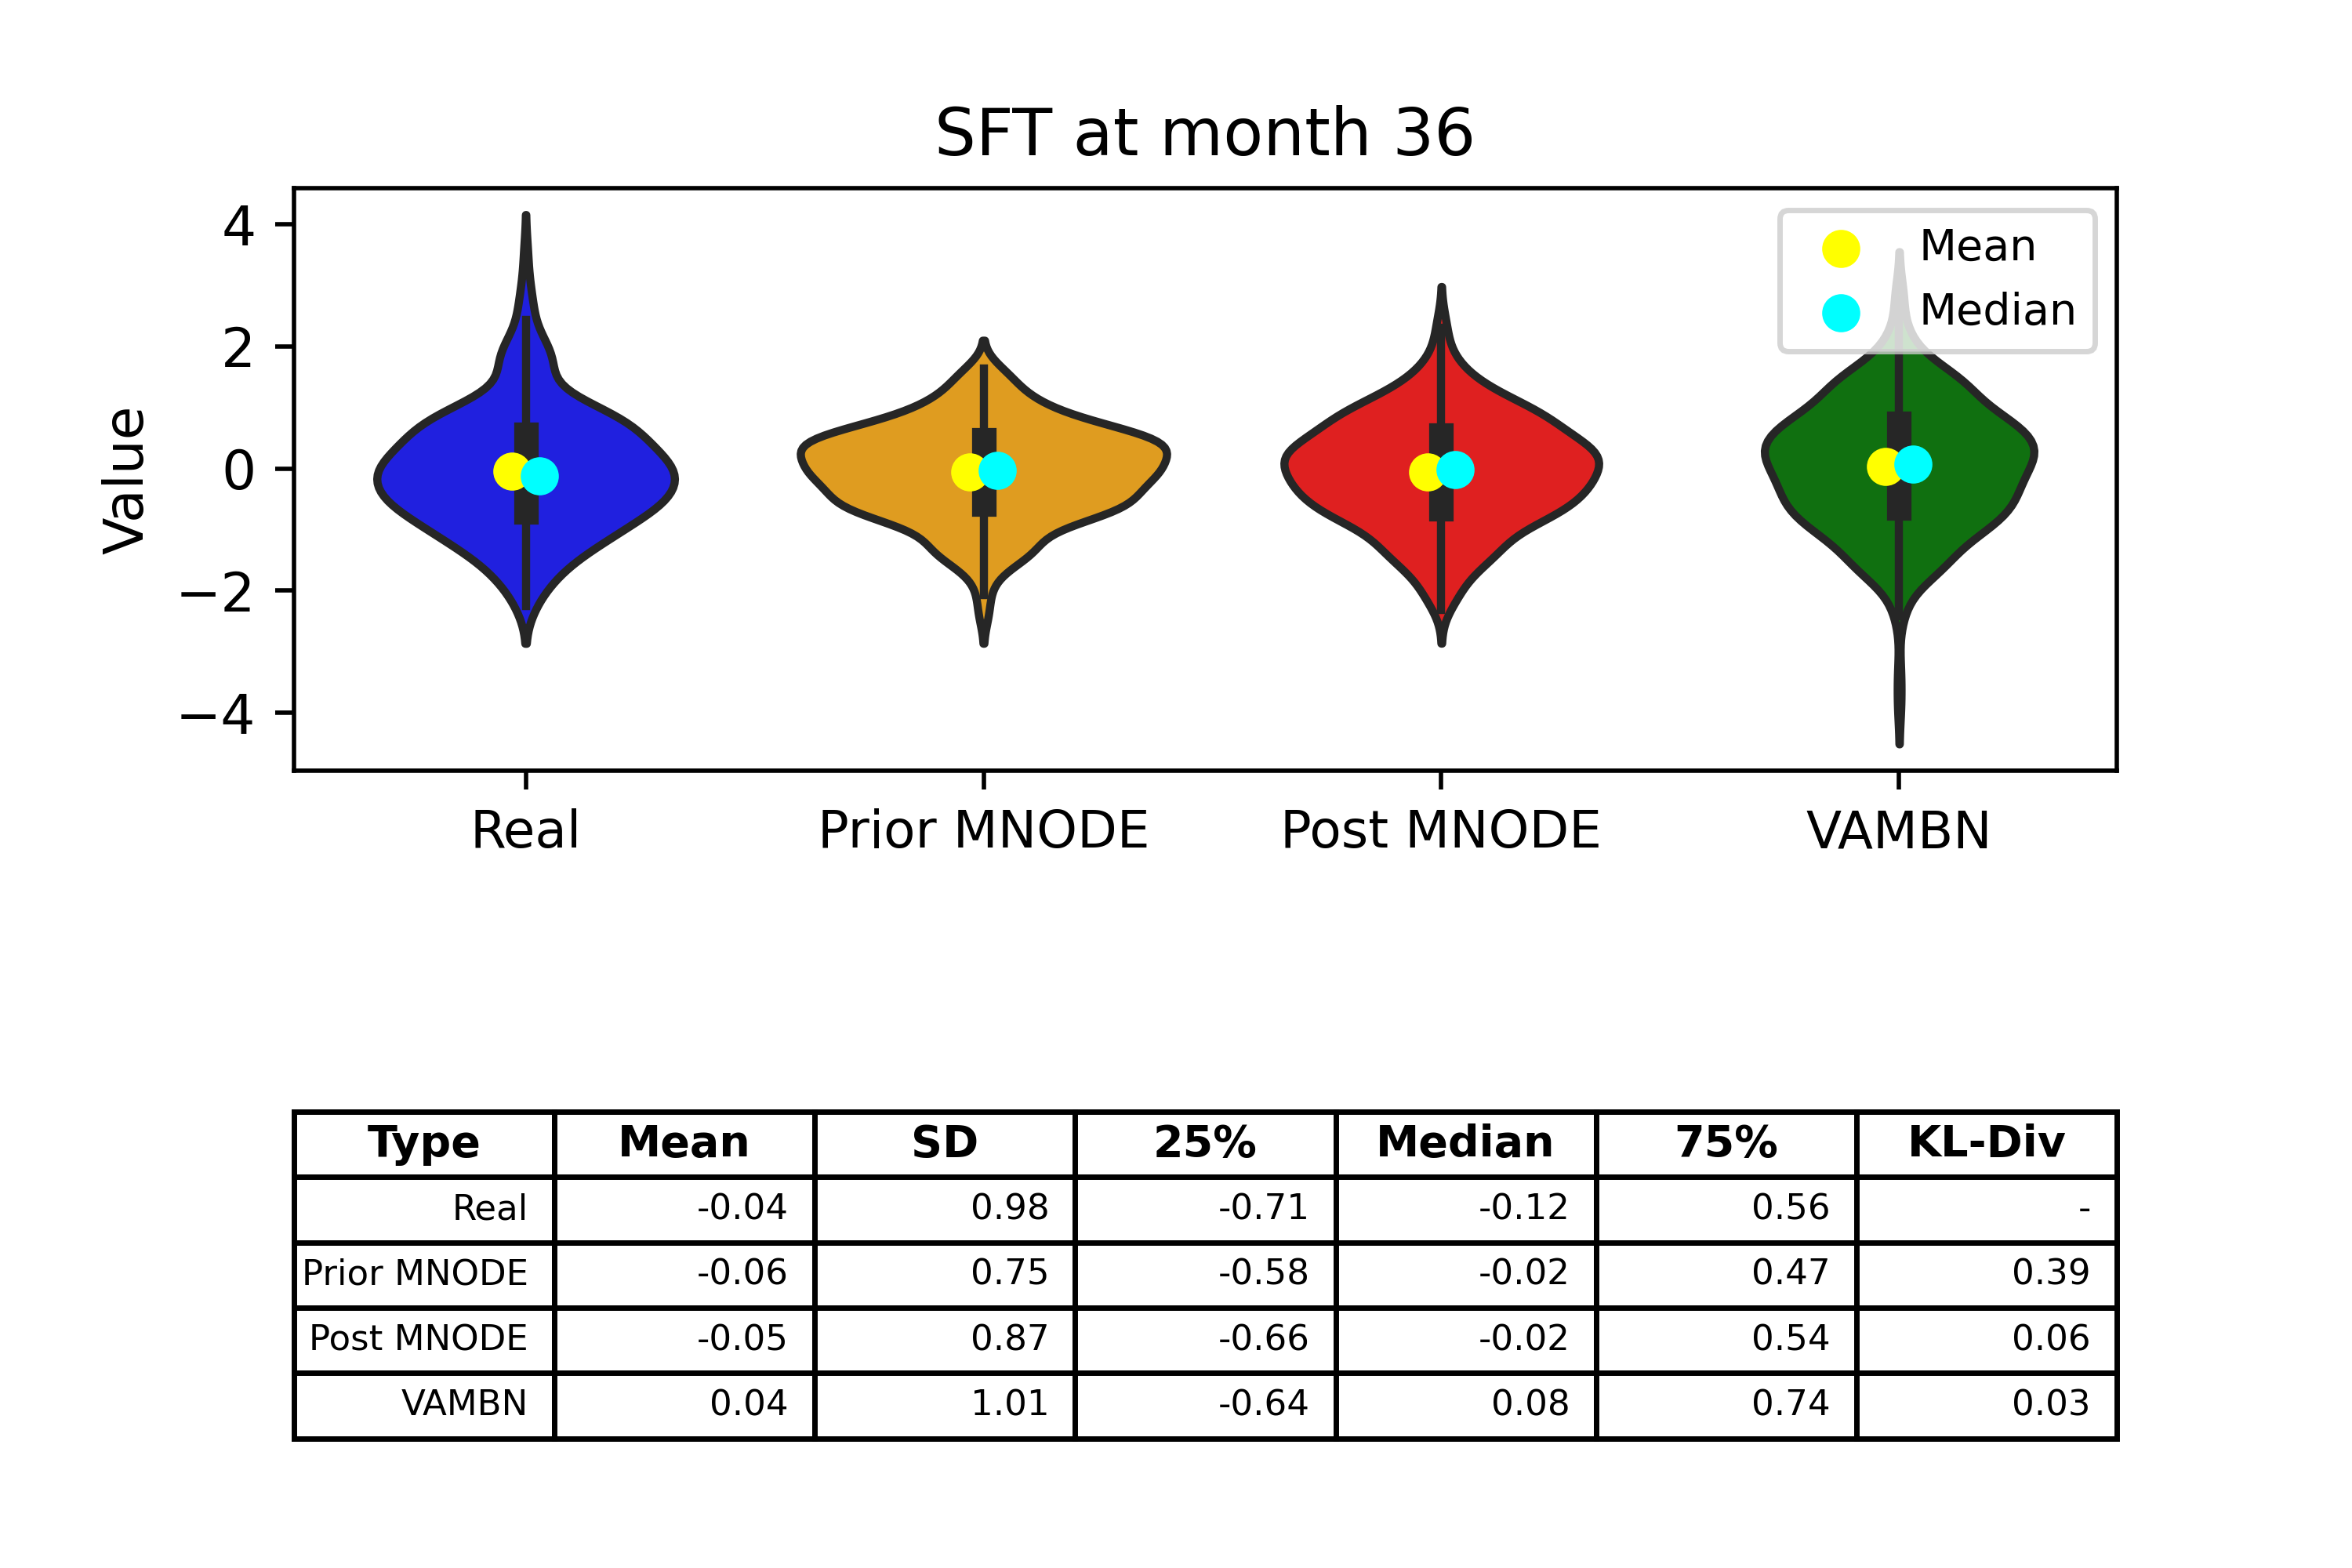 SFT at month 36
Mean
Median
Value
4
2
0
−2
−4
Real Prior MNODE Post MNODE VAMBN
Type Mean SD 25% Median 75% KL-Div
Real -0.04 0.98 -0.71 -0.12 0.56 -
Prior MNODE -0.06 0.75 -0.58 -0.02 0.47 0.39
Post MNODE -0.05 0.87 -0.66 -0.02 0.54 0.06
VAMBN 0.04 1.01 -0.64 0.08 0.74 0.03